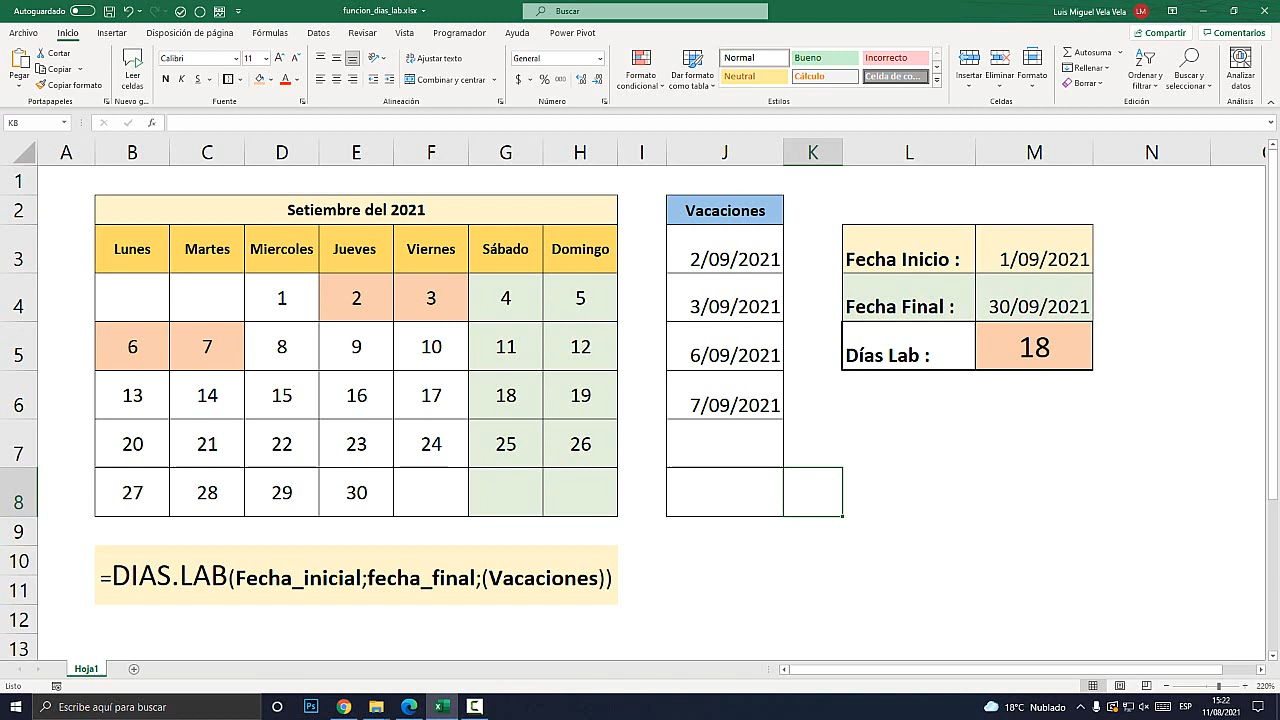 Autoguardado
funcion_dias_lab.xlsx
Buscar
Luis Miguel Vela Vela
LM
Archivo Inicio Insertar Disposición de página Fórmulas Datos Revisar Vista Programador Ayuda Power Pivot
Compartir
Comentarios
Pegar
Cortar
Copiar
Copiar formato
Portapapeles
Leer celdas
Nuevo g...
Calibri 11
N K S
Fuente
Ajustar texto
Combinar y centrar
Alineación
General
$ % 000
Número
Formato condicional
Dar formato como tabla
Normal Bueno Incorrecto
Neutral Cálculo Celda de co...
Estilos
Insertar Eliminar Formato
Celdas
Autosuma
Rellenar
Borrar
Ordenar y filtrar
Buscar y seleccionar
Edición
Analizar datos
Análisis
K8
fx
A B C D E F G H I J K L M N
1
2 Setiembre del 2021 Vacaciones
3 Lunes Martes Miercoles Jueves Viernes Sábado Domingo 2/09/2021 Fecha Inicio : 1/09/2021
4 1 2 3 4 5 3/09/2021 Fecha Final : 30/09/2021
5 6 7 8 9 10 11 12 6/09/2021 Días Lab : 18
6 13 14 15 16 17 18 19 7/09/2021
7 20 21 22 23 24 25 26
8 27 28 29 30
9
10
=DIAS.LAB(Fecha_inicial;fecha_final;(Vacaciones))
11
12
13
Hoja1
Listo
220%
Escribe aquí para buscar
Ps
18°C Nublado
ESP
15:22
11/08/2021